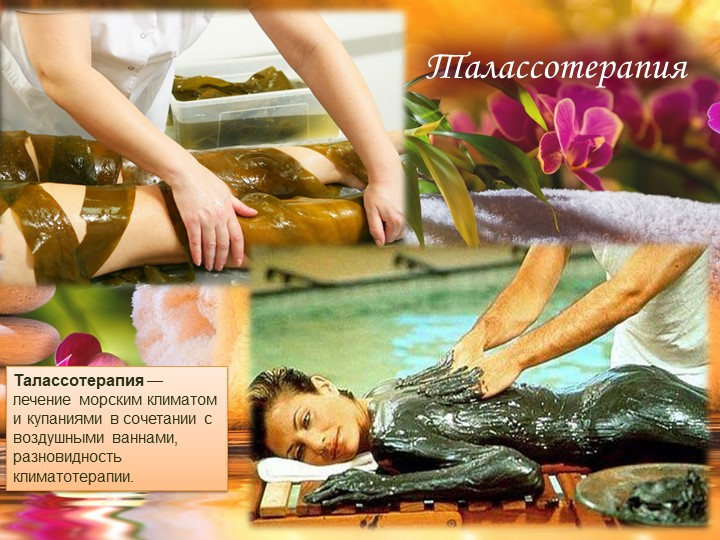 Талассотерапия
Талассотерапия —
лечение морским климатом
и купаниями в сочетании с
воздушными ваннами,
разновидность
климатотерапии.